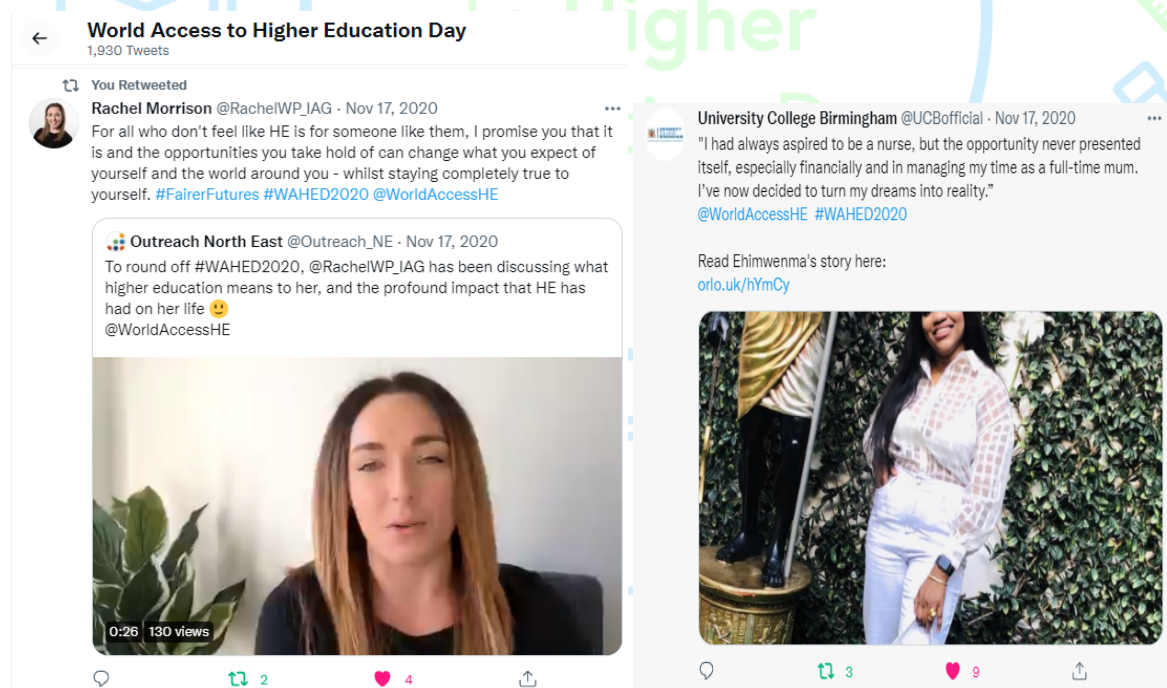 World Access to Higher Education Day
1,930 Tweets
You Retweeted
Rachel Morrison @RachelWP_IAG · Nov 17, 2020
For all who don't feel like HE is for someone like them, I promise you that it
is and the opportunities you take hold of can change what you expect of
yourself and the world around you - whilst staying completely true to
yourself. #FairerFutures #WAHED2020 @WorldAccessHE
Outreach North East @Outreach_NE · Nov 17, 2020
To round off #WAHED2020, @RachelWP_IAG has been discussing what
higher education means to her, and the profound impact that HE has
had on her life 🙂
@WorldAccessHE
0:26 130 views
2 4
Higher
University College Birmingham @UCBofficial · Nov 17, 2020
"I had always aspired to be a nurse, but the opportunity never presented
itself, especially financially and in managing my time as a full-time mum.
I've now decided to turn my dreams into reality.”
@WorldAccessHE #WAHED2020
Read Ehimwenma's story here:
orlo.uk/hYmCy
3 9